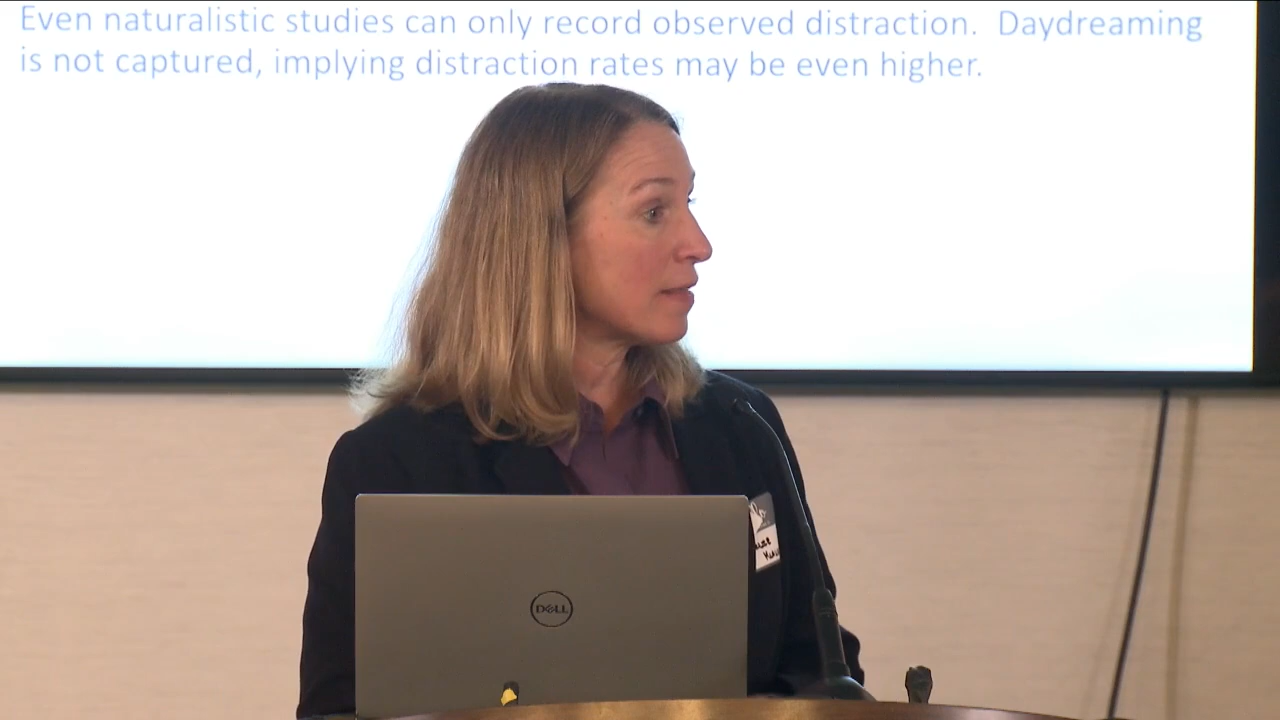 Even naturalistic studies can only record observed distraction. Daydreaming
is not captured, implying distraction rates may be even higher.
DELL